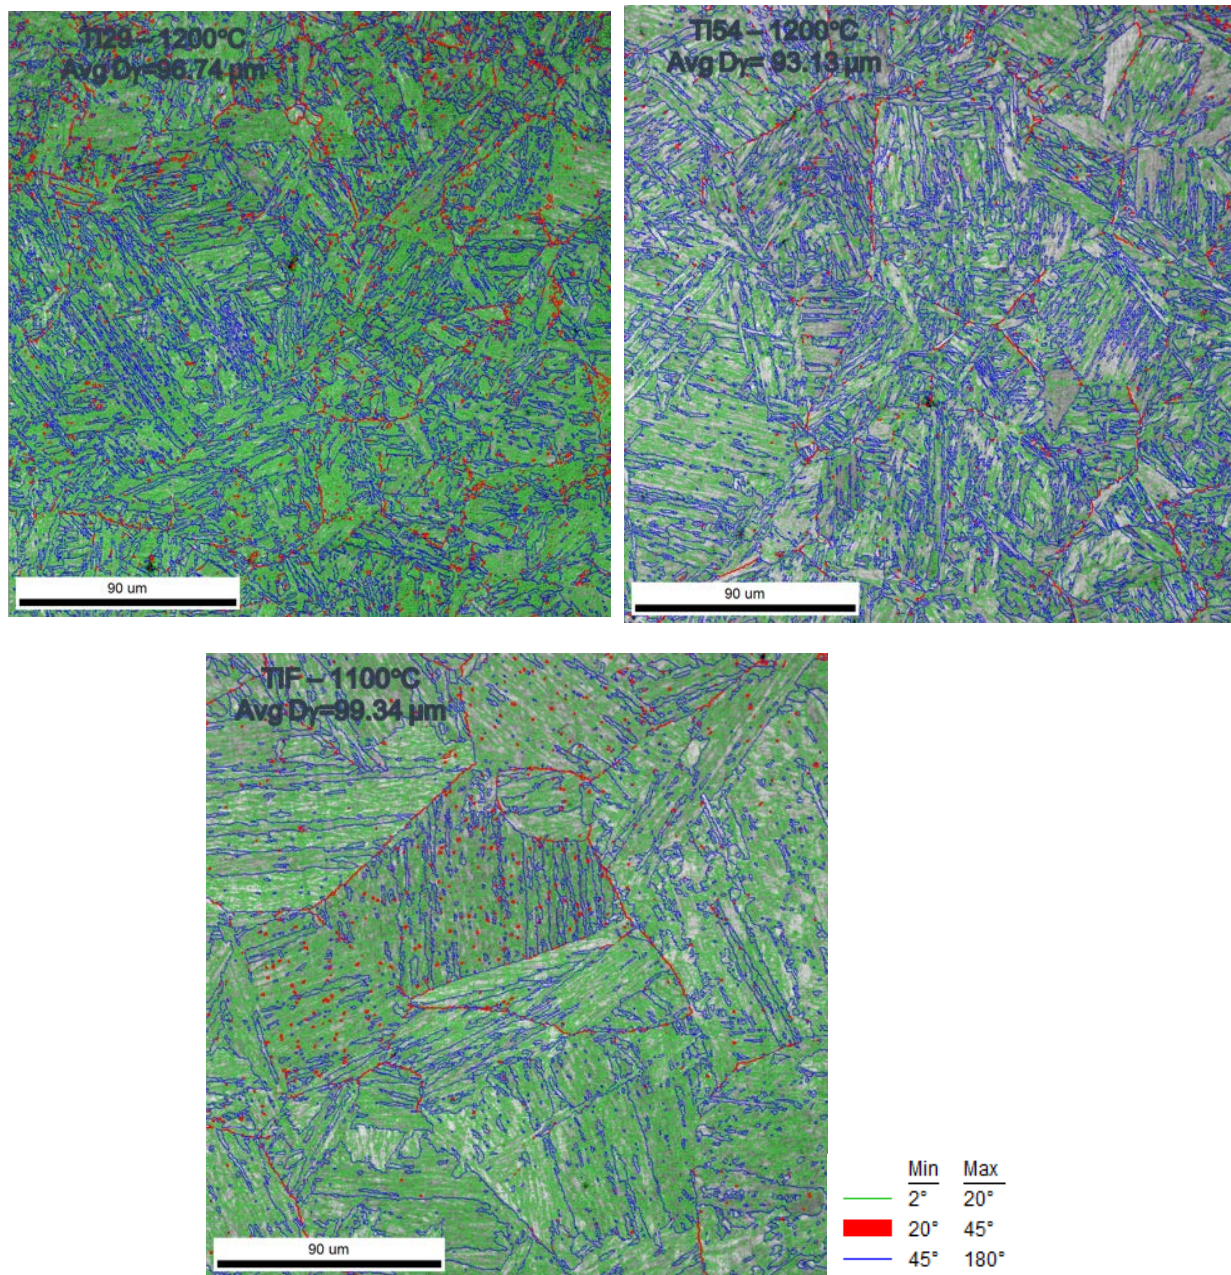 TI29 – 1200°C
Avg Dγ=96.74 µm
90 um
TI54 – 1200°C
Avg Dγ= 93.13 µm
90 um
TIF – 1100°C
Avg Dγ=99.34 µm
90 um
Min Max
2° 20°
20° 45°
45° 180°